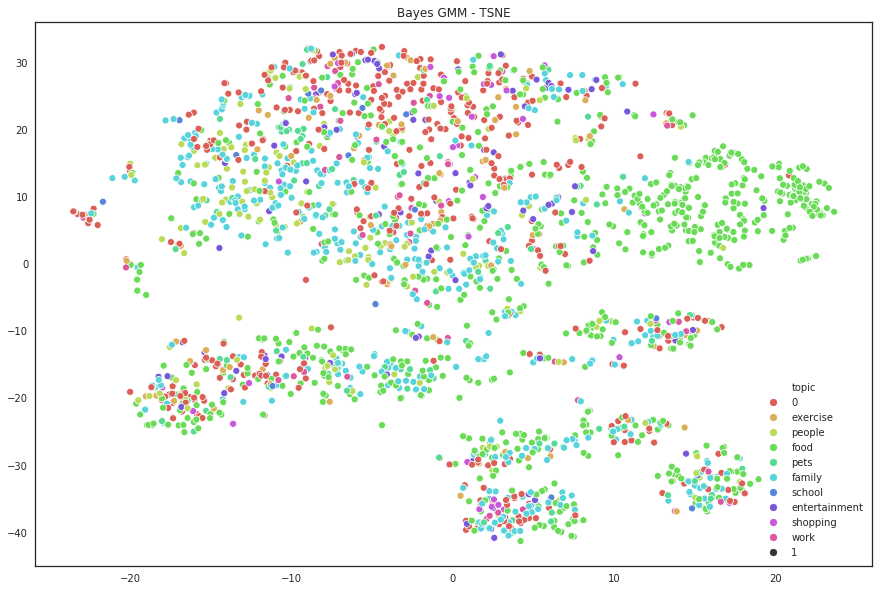 Bayes GMM - TSNE
30
20
10
0
−10
−20
−30
−40
−20
−10
0
10
20
topic
0
exercise
people
food
pets
family
school
entertainment
shopping
work
1